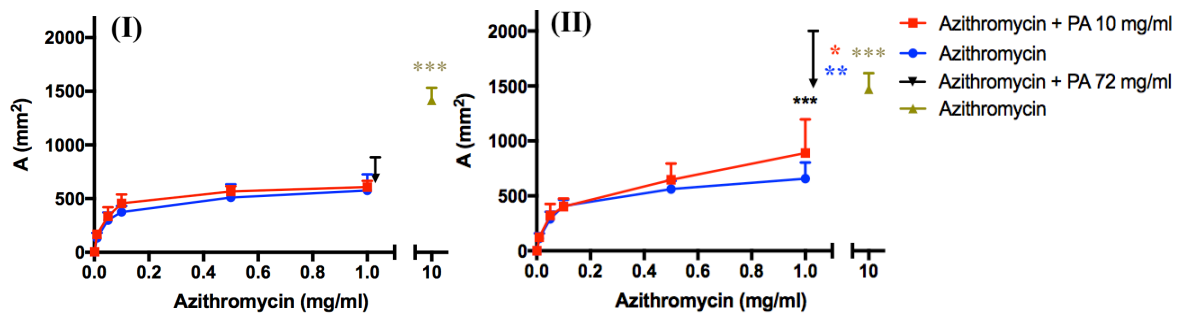 (I)
A (mm²)
2000
1500
1000
500
0
0.0 0.2 0.4 0.6 0.8 1.0 10
***
Azithromycin (mg/ml)
(II)
A (mm²)
2000
1500
1000
500
0
0.0 0.2 0.4 0.6 0.8 1.0 10
* ***
**
***
Azithromycin (mg/ml)
Azithromycin + PA 10 mg/ml
Azithromycin
Azithromycin + PA 72 mg/ml
Azithromycin